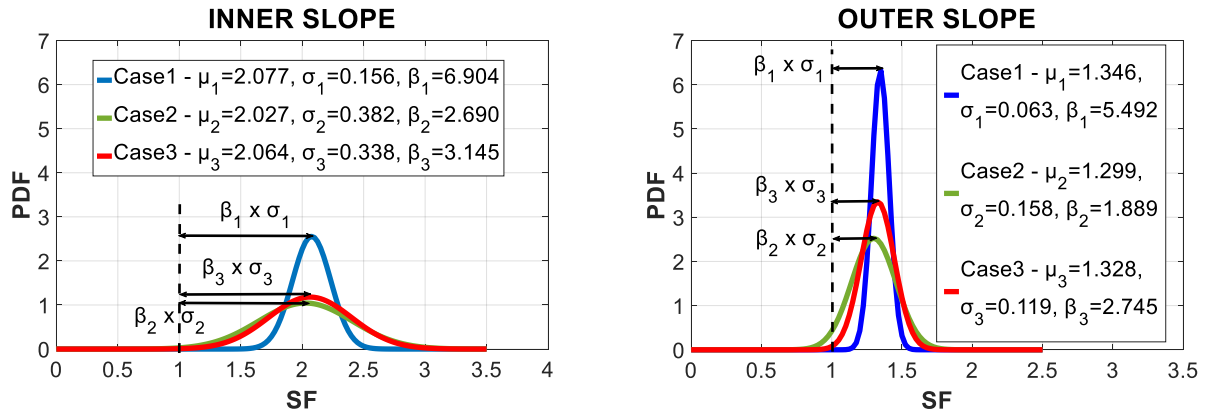 INNER SLOPE
7
6
5
4
3
2
1
0
PDF
Case1 - μ1=2.077, σ1=0.156, β1=6.904
Case2 - μ2=2.027, σ2=0.382, β2=2.690
Case3 - μ3=2.064, σ3=0.338, β3=3.145
β1 x σ1
β3 x σ3
β2 x σ2
0 0.5 1 1.5 2 2.5 3 3.5 4
SF
OUTER SLOPE
7
6
5
4
3
2
1
0
PDF
β1 x σ1
β3 x σ3
β2 x σ2
Case1 - μ1=1.346,
σ1=0.063, β1=5.492
Case2 - μ2=1.299,
σ2=0.158, β2=1.889
Case3 - μ3=1.328,
σ3=0.119, β3=2.745
0 0.5 1 1.5 2 2.5 3 3.5
SF